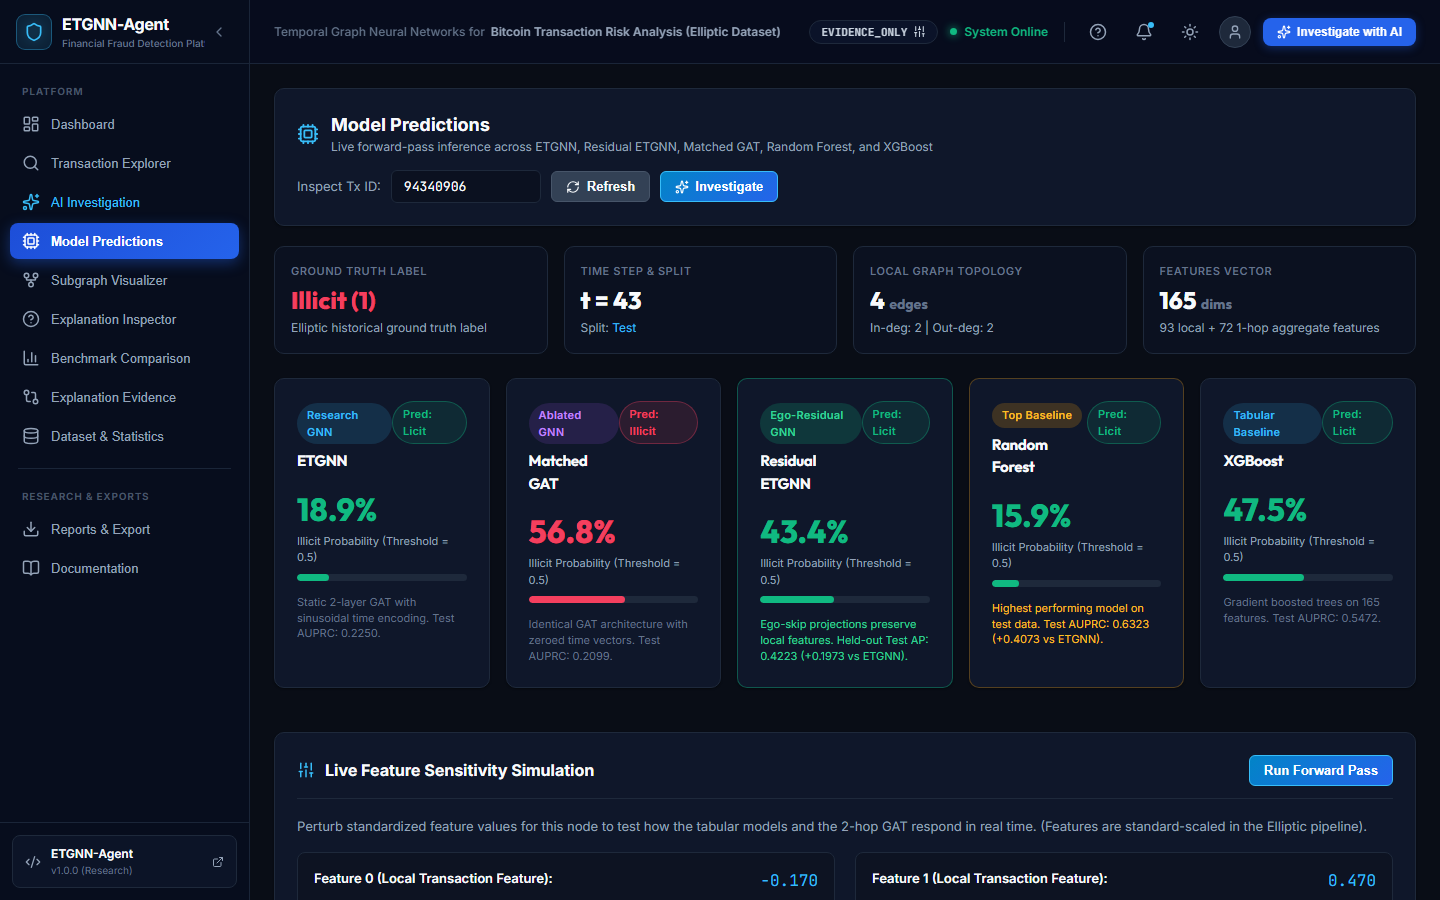 ETGNN-Agent
Financial Fraud Detection Plat
Temporal Graph Neural Networks for Bitcoin Transaction Risk Analysis (Elliptic Dataset)
EVIDENCE_ONLY
System Online
Investigate with AI
PLATFORM
Dashboard
Transaction Explorer
AI Investigation
Model Predictions
Subgraph Visualizer
Explanation Inspector
Benchmark Comparison
Explanation Evidence
Dataset & Statistics
RESEARCH & EXPORTS
Reports & Export
Documentation
ETGNN-Agent
v1.0.0 (Research)
Model Predictions
Live forward-pass inference across ETGNN, Residual ETGNN, Matched GAT, Random Forest, and XGBoost
Inspect Tx ID: 94340906 Refresh Investigate
GROUND TRUTH LABEL
Illicit (1)
Elliptic historical ground truth label
TIME STEP & SPLIT
t = 43
Split: Test
LOCAL GRAPH TOPOLOGY
4 edges
In-deg: 2 | Out-deg: 2
FEATURES VECTOR
165 dims
93 local + 72 1-hop aggregate features
Research
GNN
Pred:
Licit
ETGNN
18.9%
Illicit Probability (Threshold =
0.5)
Static 2-layer GAT with
sinusoidal time encoding. Test
AUPRC: 0.2250.
Ablated
GNN
Pred:
Illicit
Matched
GAT
56.8%
Illicit Probability (Threshold =
0.5)
Identical GAT architecture with
zeroed time vectors. Test
AUPRC: 0.2099.
Ego-Residual
GNN
Pred:
Licit
Residual
ETGNN
43.4%
Illicit Probability (Threshold =
0.5)
Ego-skip projections preserve
local features. Held-out Test AP:
0.4223 (+0.1973 vs ETGNN).
Top Baseline
Pred:
Licit
Random
Forest
15.9%
Illicit Probability (Threshold =
0.5)
Highest performing model on
test data. Test AUPRC: 0.6323
(+0.4073 vs ETGNN).
Tabular
Baseline
Pred:
Licit
XGBoost
47.5%
Illicit Probability (Threshold =
0.5)
Gradient boosted trees on 165
features. Test AUPRC: 0.5472.
Live Feature Sensitivity Simulation
Run Forward Pass
Perturb standardized feature values for this node to test how the tabular models and the 2-hop GAT respond in real time. (Features are standard-scaled in the Elliptic pipeline).
Feature 0 (Local Transaction Feature): -0.170
Feature 1 (Local Transaction Feature): 0.470